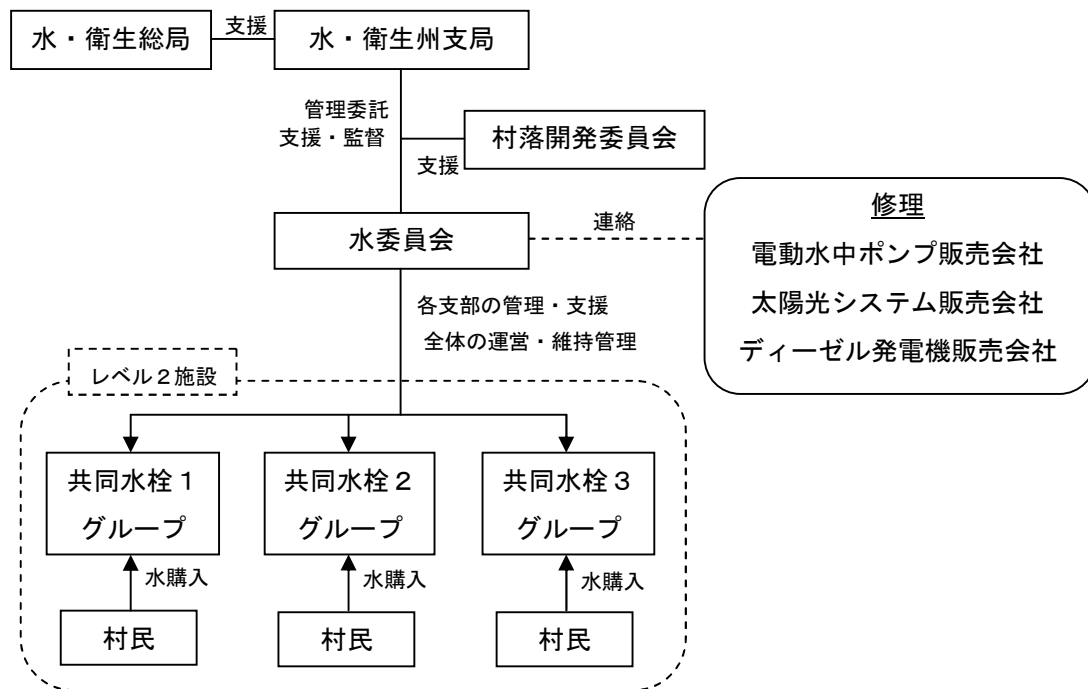 水・衛生総局
支援
水・衛生州支局
管理委託
支援・監督
村落開発委員会
支援
水委員会
連絡
修理
電動水中ポンプ販売会社
太陽光システム販売会社
ディーゼル発電機販売会社
各支部の管理・支援
全体の運営・維持管理
レベル２施設
共同水栓１
グループ
共同水栓２
グループ
共同水栓３
グループ
水購入
水購入
水購入
村民
村民
村民